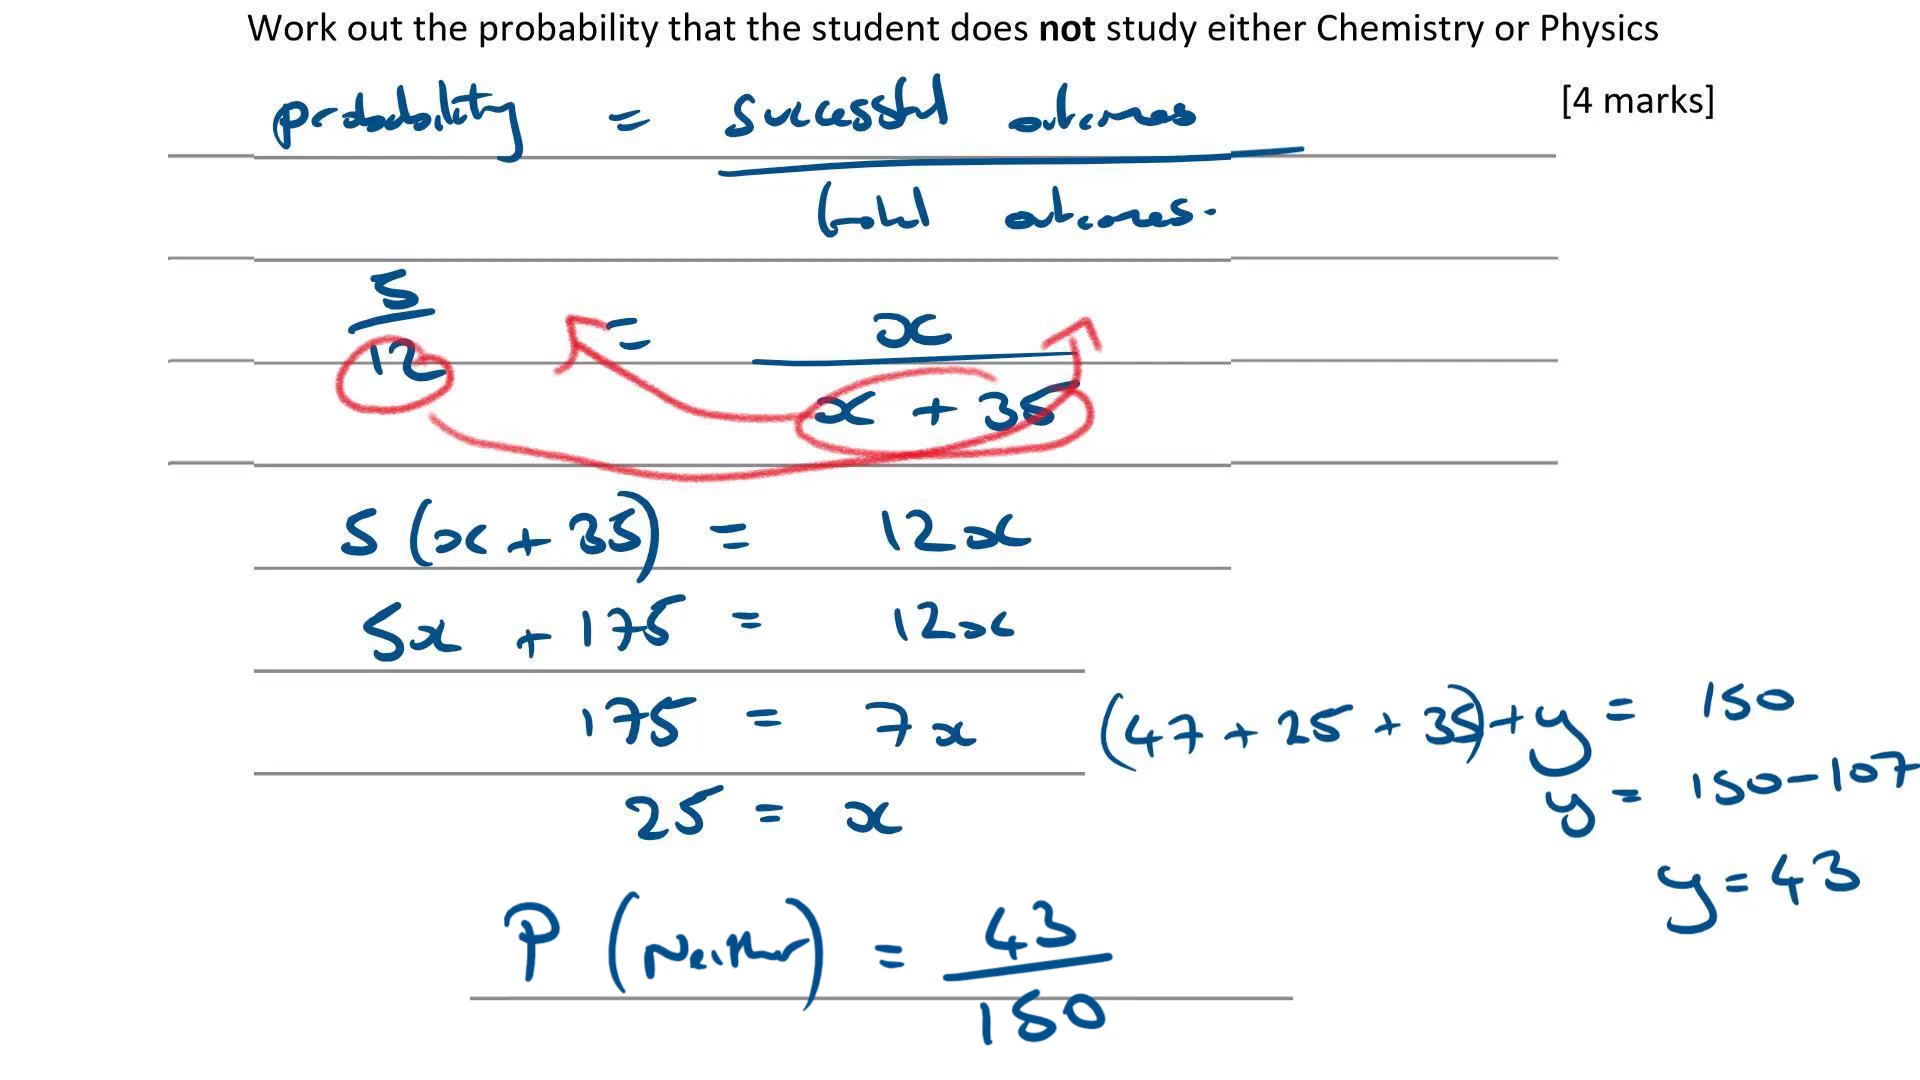 Work out the probability that the student does not study either Chemistry or Physics
[4 marks]
probability = successful outcomes
total outcomes.
5
12
=
x
x + 35
5 (x + 35) = 12x
5x + 175 = 12x
175 = 7x
25 = x
(47 + 25 + 35) + y = 150
y = 150 - 107
y = 43
P (Neither) = 43
150